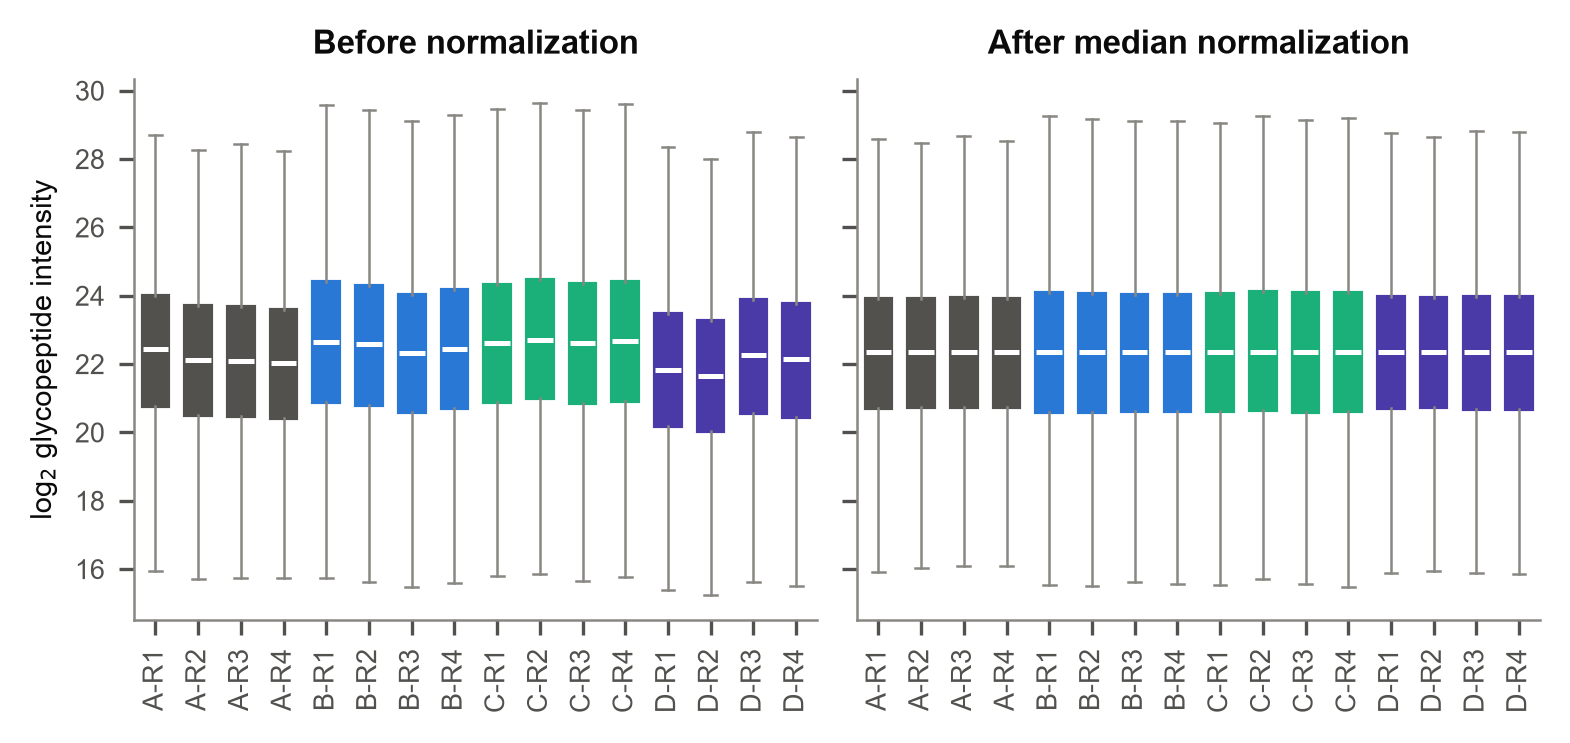 Before normalization
After median normalization
log₂ glycopeptide intensity
30
28
26
24
22
20
18
16
A-R1
A-R2
A-R3
A-R4
B-R1
B-R2
B-R3
B-R4
C-R1
C-R2
C-R3
C-R4
D-R1
D-R2
D-R3
D-R4
A-R1
A-R2
A-R3
A-R4
B-R1
B-R2
B-R3
B-R4
C-R1
C-R2
C-R3
C-R4
D-R1
D-R2
D-R3
D-R4